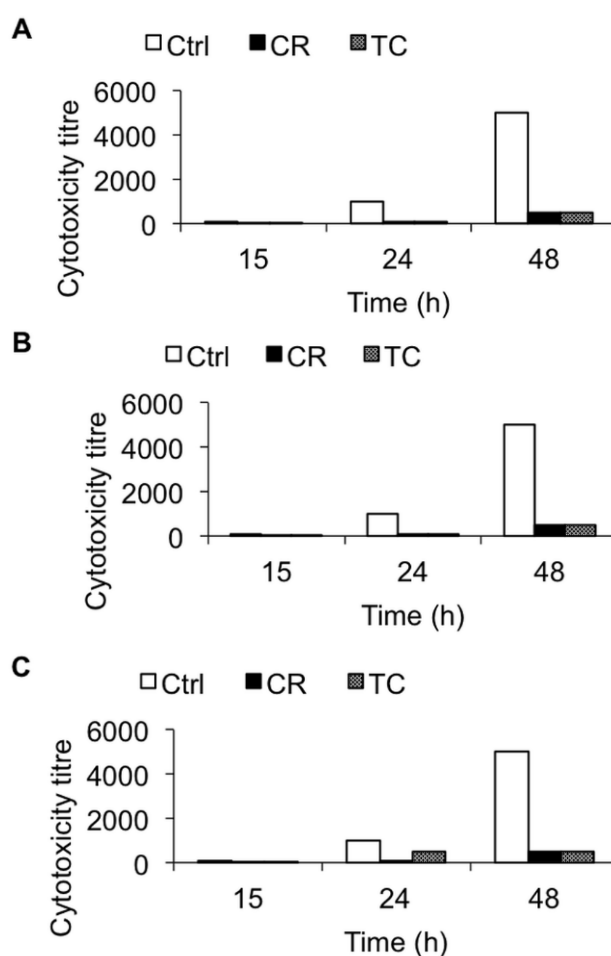 A
Ctrl CR TC
Cytotoxicity titre
6000
4000
2000
0
15 24 48
Time (h)
B
Ctrl CR TC
Cytotoxicity titre
6000
4000
2000
0
15 24 48
Time (h)
C
Ctrl CR TC
Cytotoxicity titre
6000
4000
2000
0
15 24 48
Time (h)